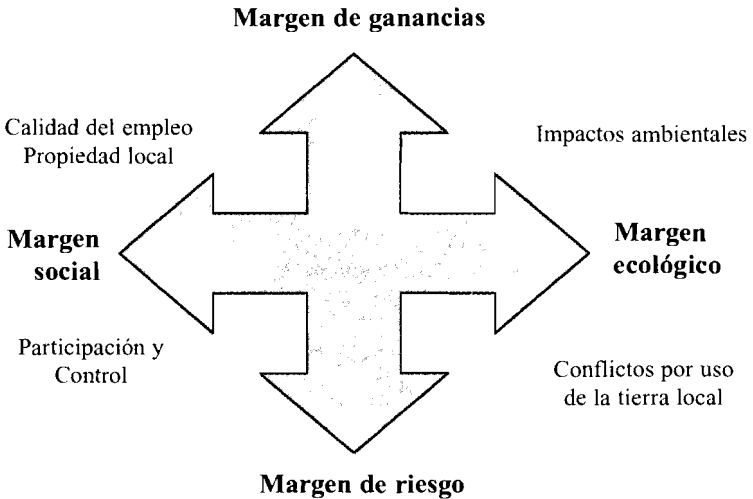 Margen de ganancias
Calidad del empleo
Propiedad local
Impactos ambientales
Margen
social
Margen
ecológico
Participación y
Control
Conflictos por uso
de la tierra local
Margen de riesgo